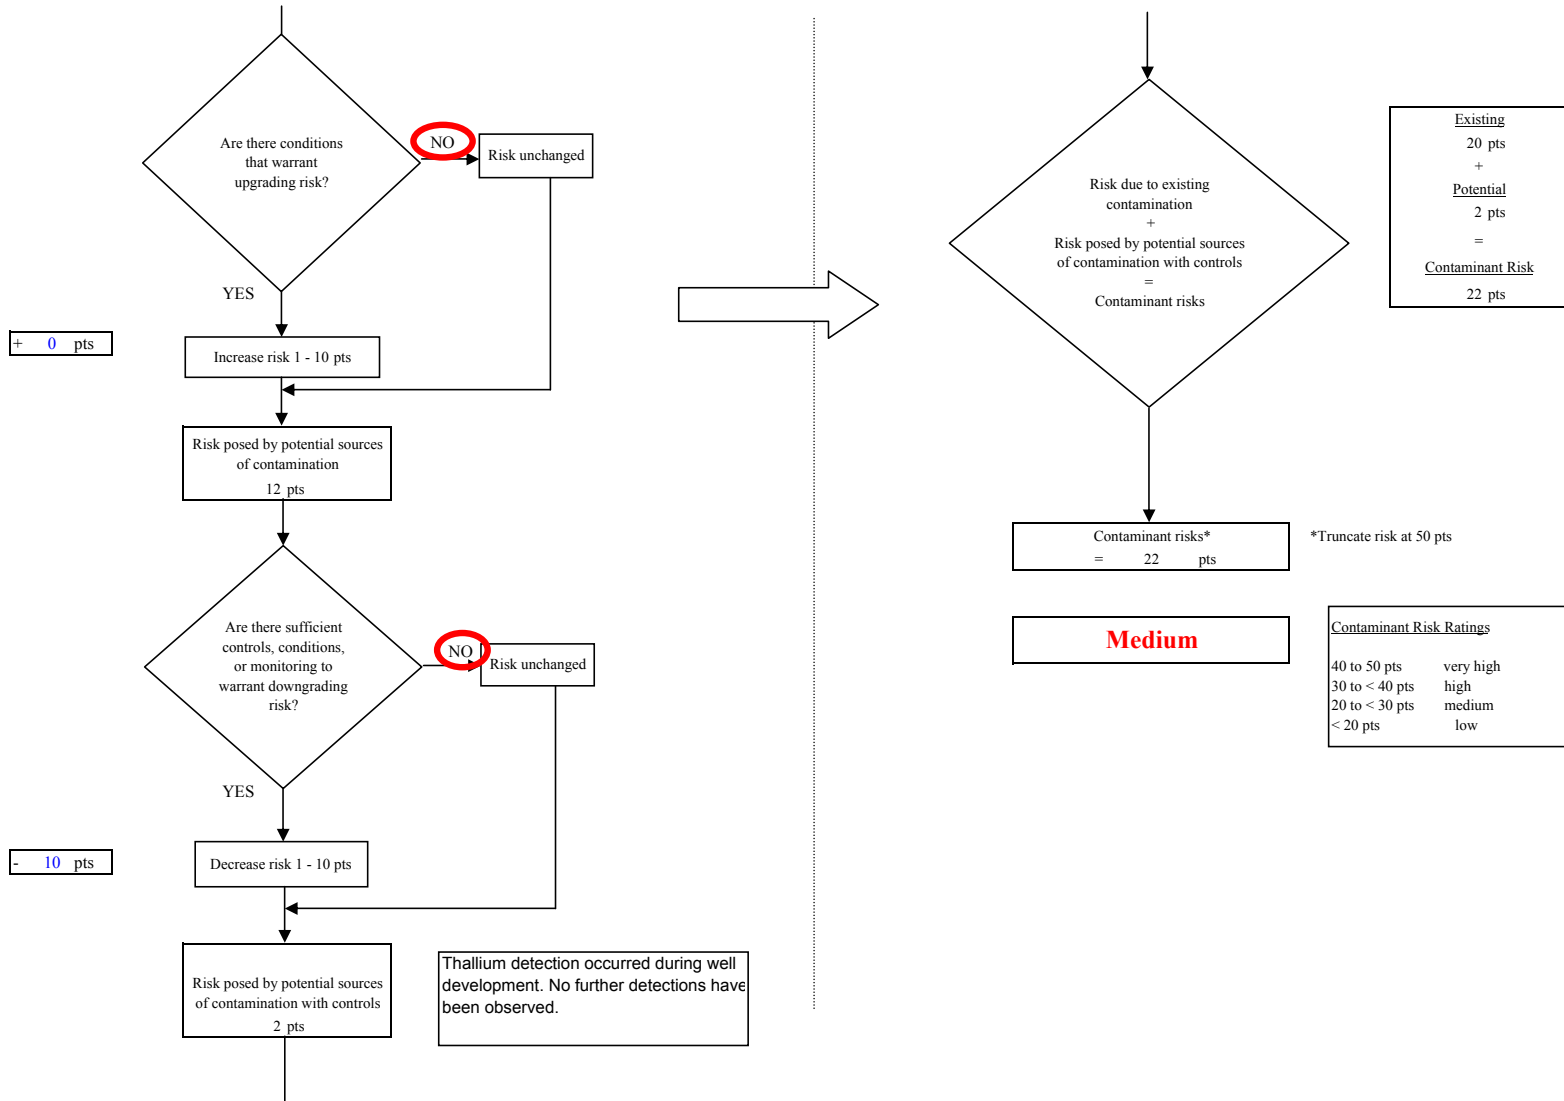 Are there conditions
that warrant
upgrading risk?
NO
Risk unchanged
YES
+ 0 pts
Increase risk 1 - 10 pts
Risk posed by potential sources
of contamination
12 pts
Are there sufficient
controls, conditions,
or monitoring to
warrant downgrading
risk?
NO
Risk unchanged
YES
- 10 pts
Decrease risk 1 - 10 pts
Risk posed by potential sources
of contamination with controls
2 pts
Thallium detection occurred during well
development. No further detections have
been observed.
Risk due to existing
contamination
+
Risk posed by potential sources
of contamination with controls
=
Contaminant risks
Existing
20 pts
+
Potential
2 pts
=
Contaminant Risk
22 pts
Contaminant risks*
= 22 pts
*Truncate risk at 50 pts
Medium
Contaminant Risk Ratings
40 to 50 pts very high
30 to < 40 pts high
20 to < 30 pts medium
< 20 pts low